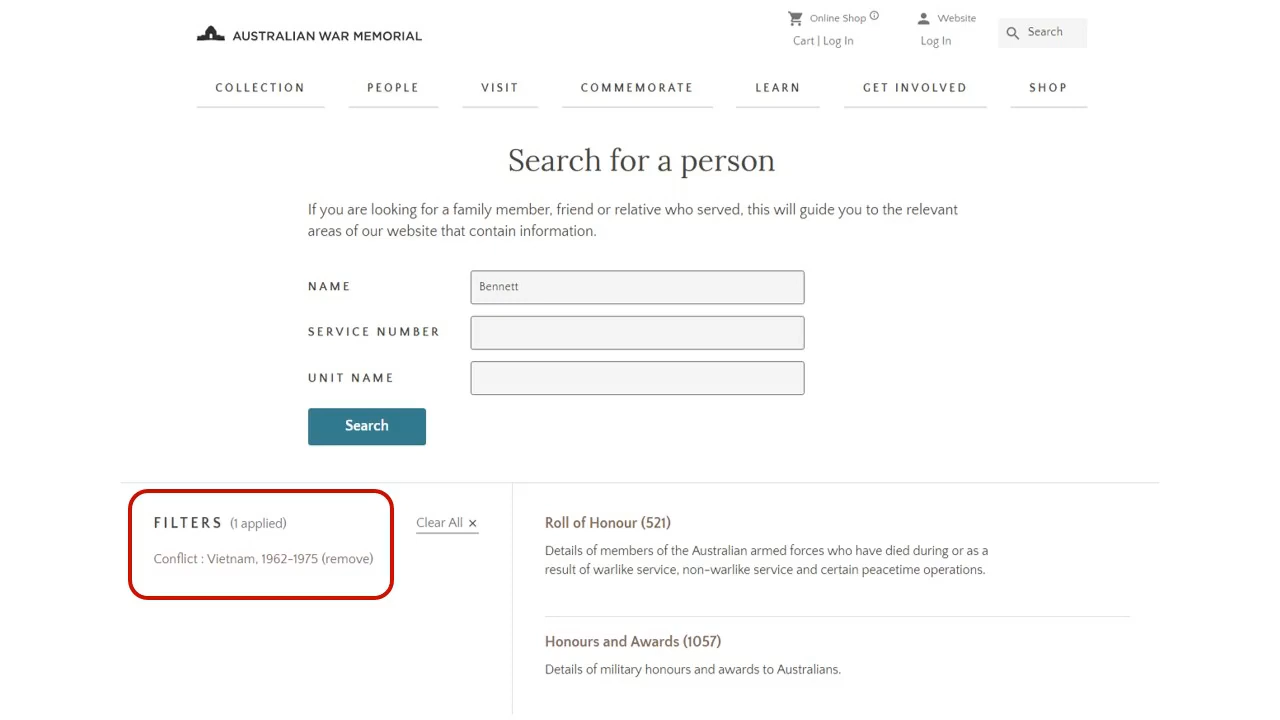 AUSTRALIAN WAR MEMORIAL
Online Shop
Cart | Log In
Website
Log In
Search
COLLECTION
PEOPLE
VISIT
COMMEMORATE
LEARN
GET INVOLVED
SHOP
Search for a person
If you are looking for a family member, friend or relative who served, this will guide you to the relevant
areas of our website that contain information.
NAME
Bennett
SERVICE NUMBER
UNIT NAME
Search
FILTERS (1 applied)
Clear All ×
Conflict : Vietnam, 1962-1975 (remove)
Roll of Honour (521)
Details of members of the Australian armed forces who have died during or as a
result of warlike service, non-warlike service and certain peacetime operations.
Honours and Awards (1057)
Details of military honours and awards to Australians.